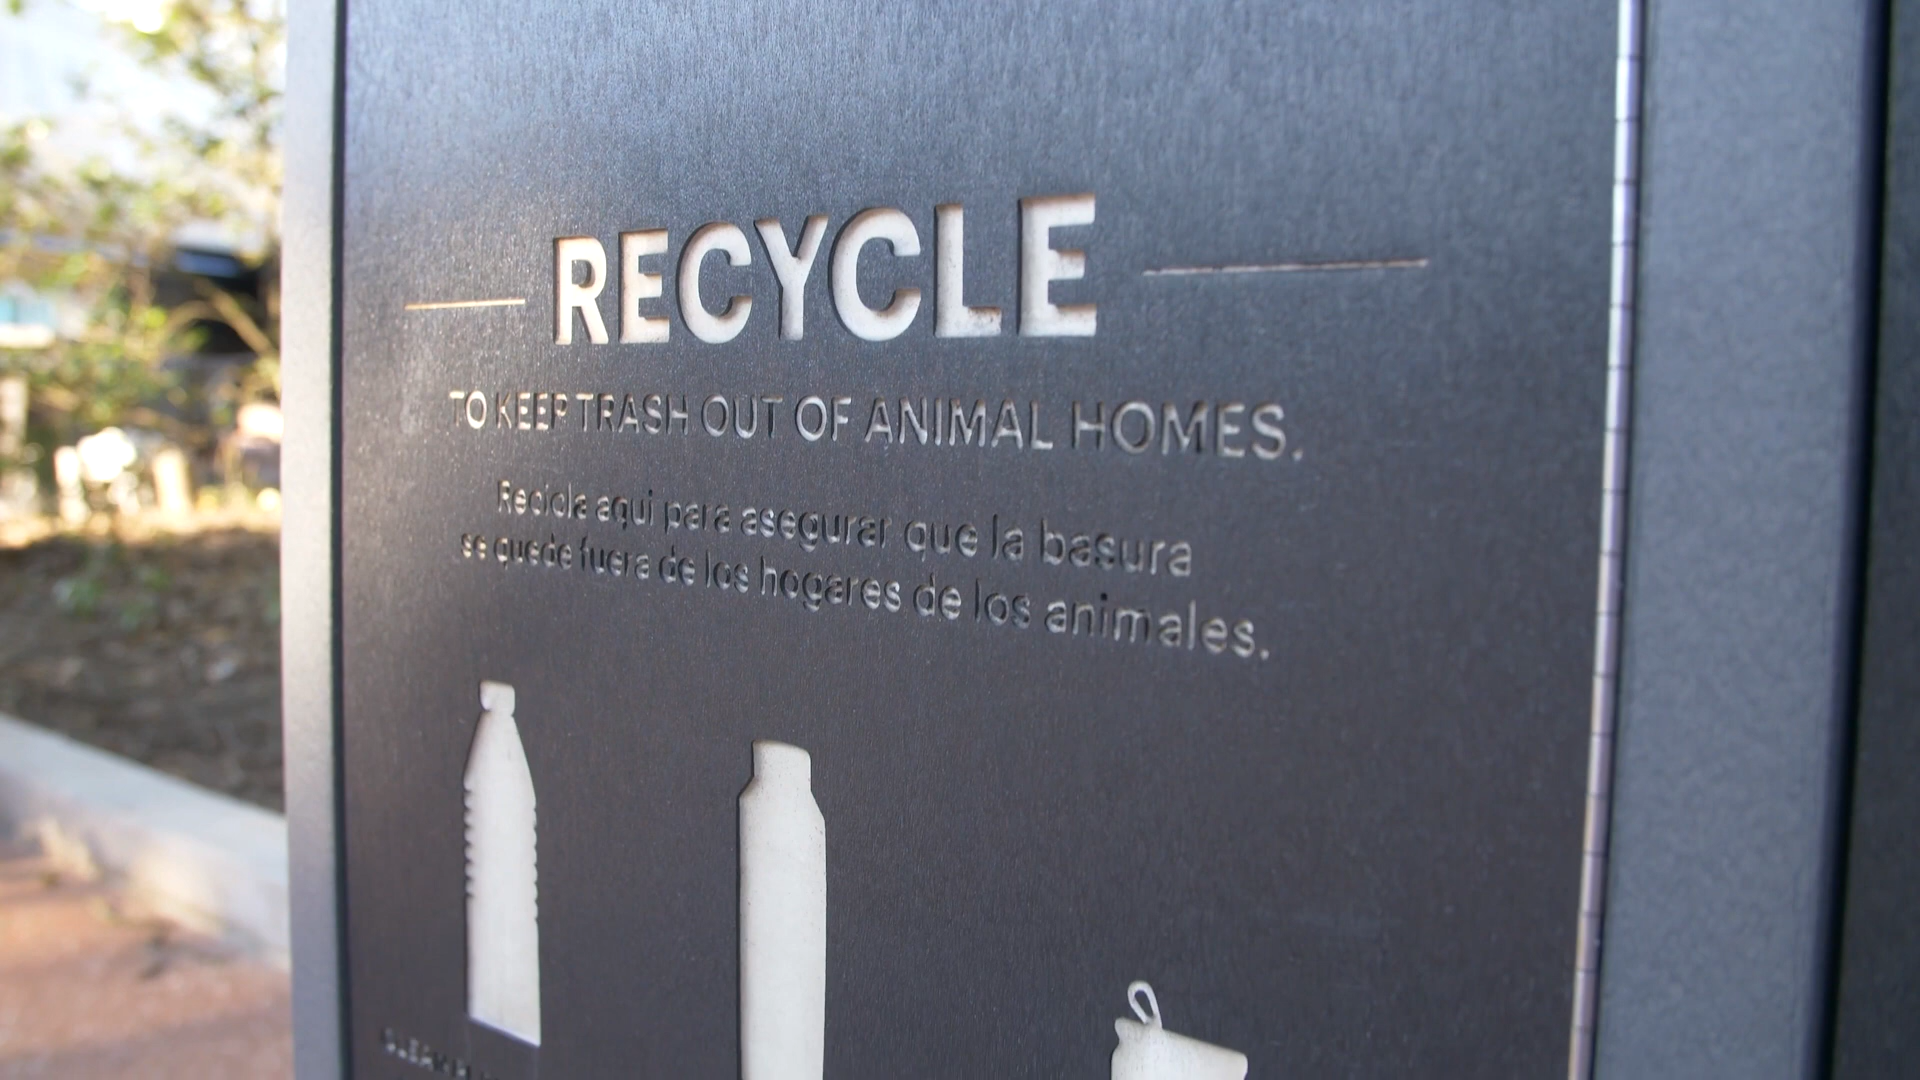 RECYCLE
TO KEEP TRASH OUT OF ANIMAL HOMES.
Recicla aquí para asegurar que la basura
se quede fuera de los hogares de los animales.